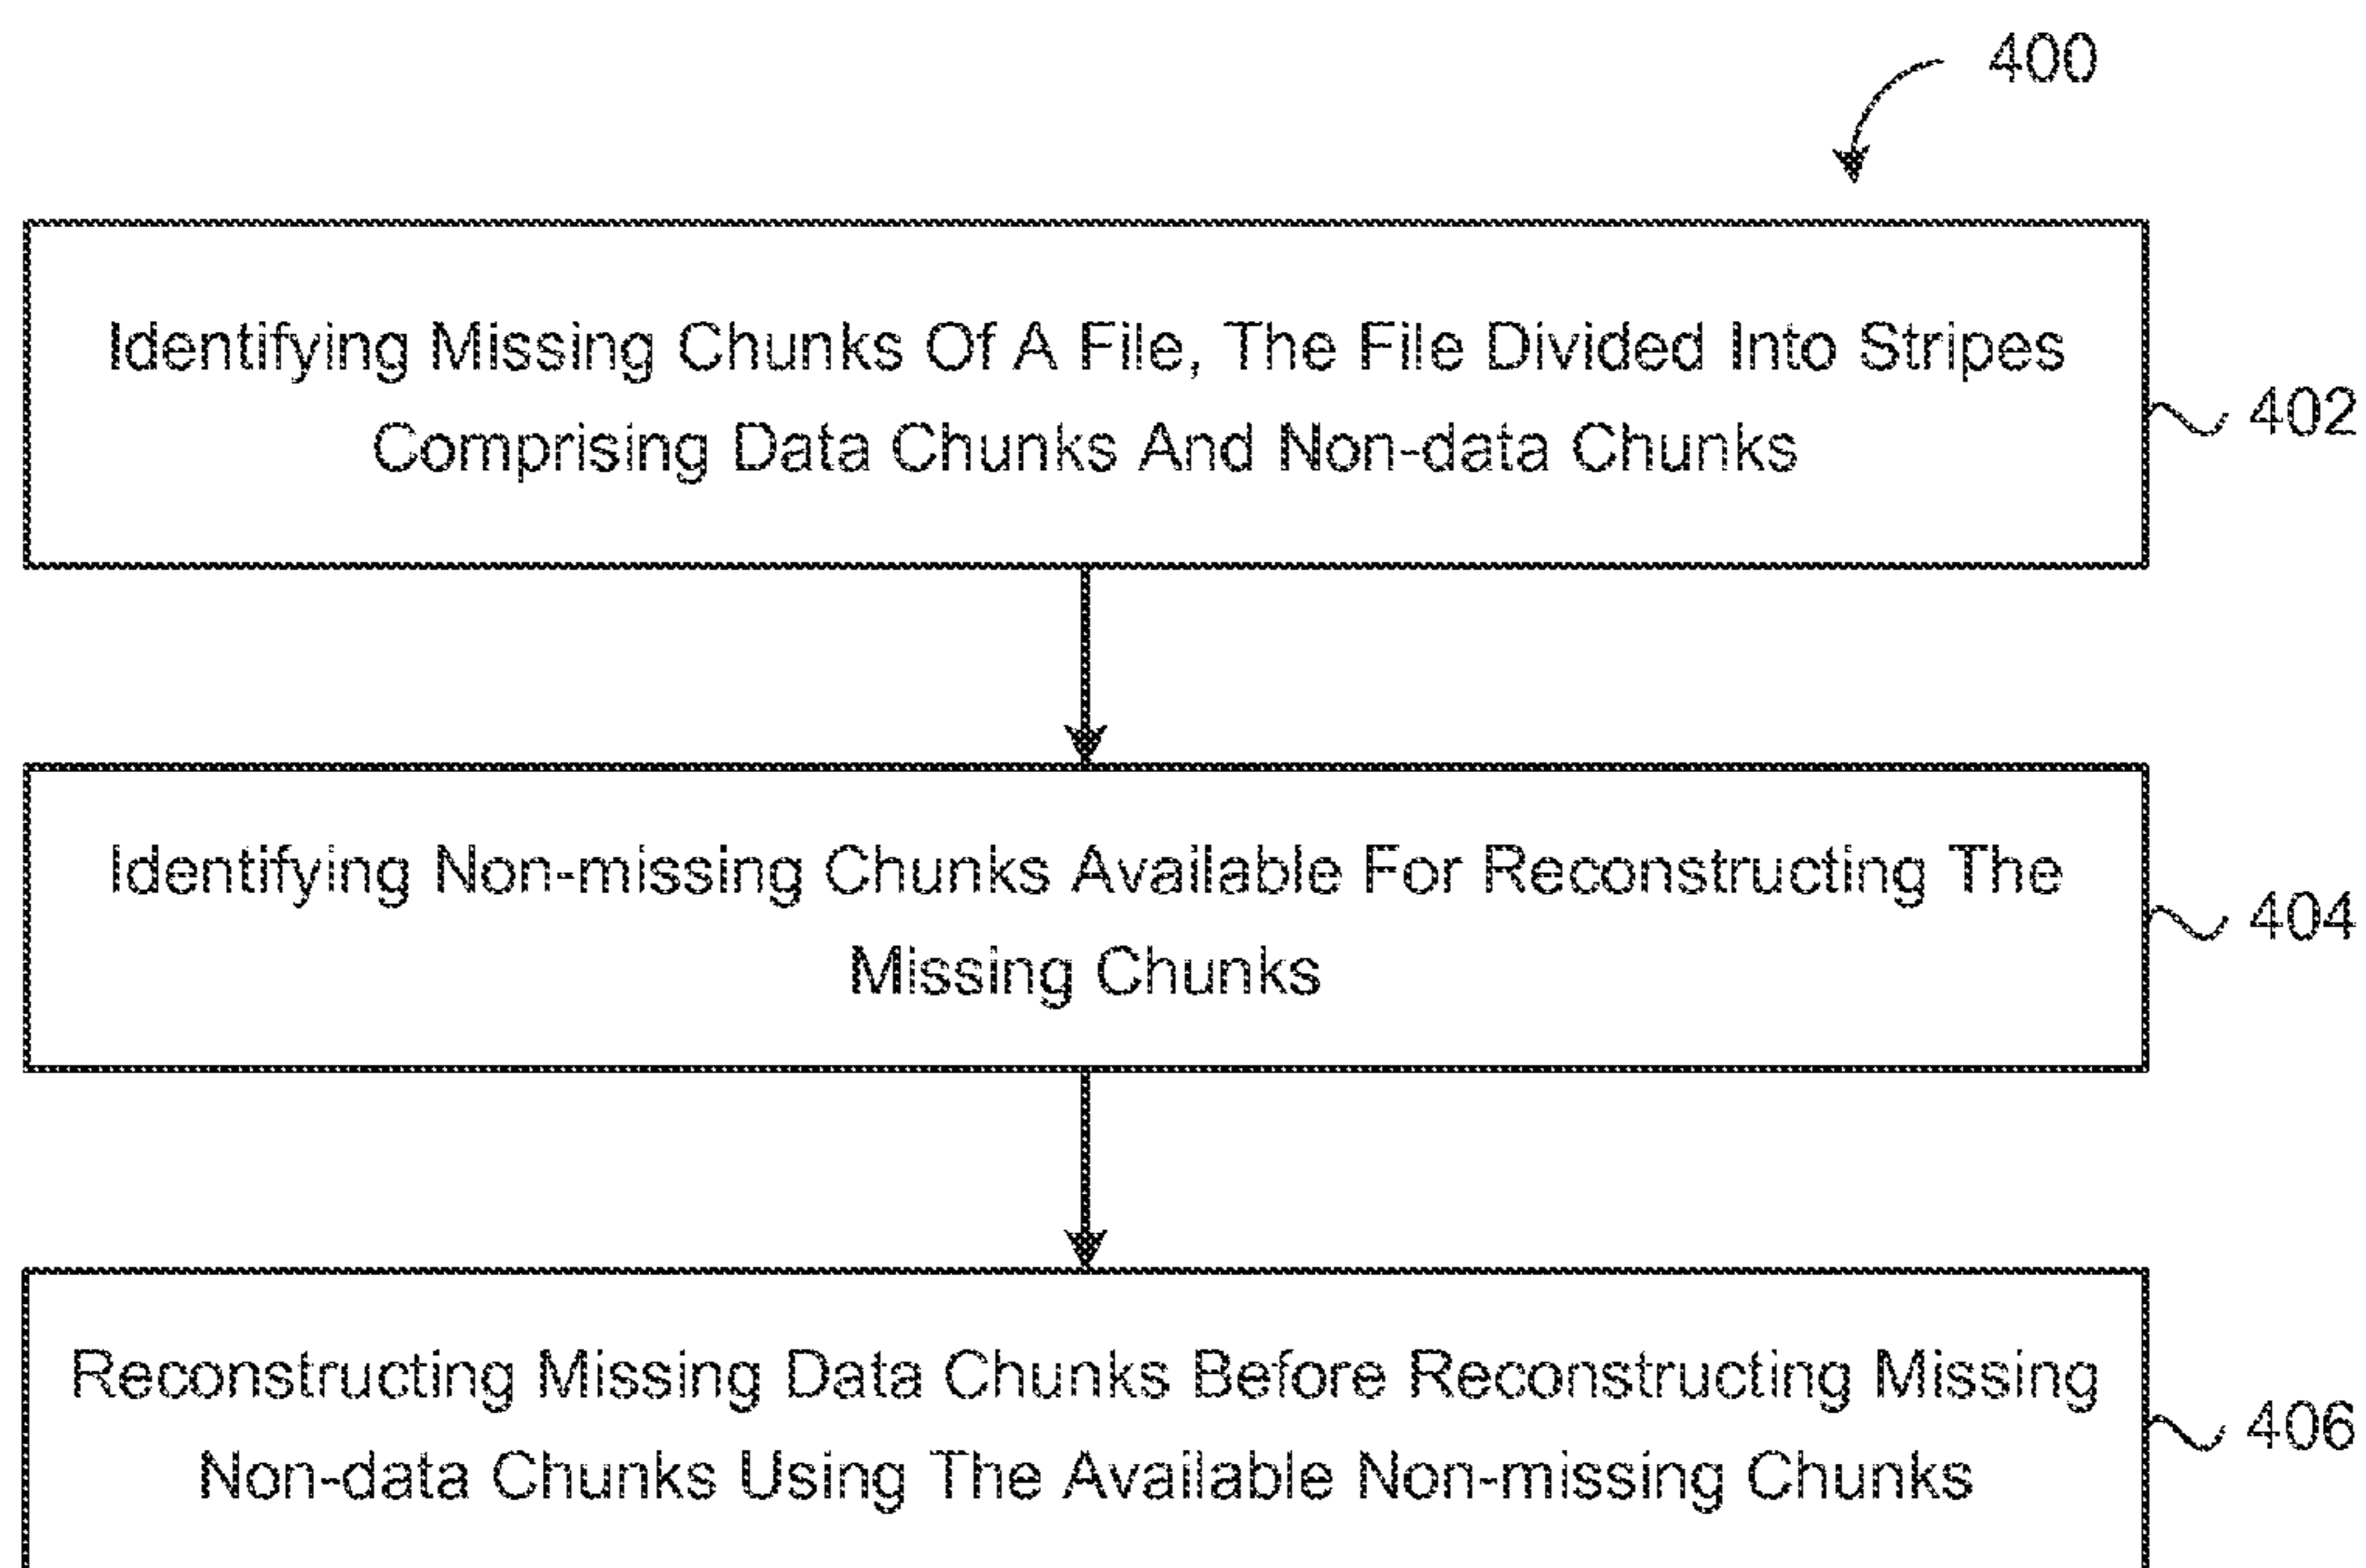 400
Identifying Missing Chunks Of A File, The File Divided Into Stripes
Comprising Data Chunks And Non-data Chunks
402
Identifying Non-missing Chunks Available For Reconstructing The
Missing Chunks
404
Reconstructing Missing Data Chunks Before Reconstructing Missing
Non-data Chunks Using The Available Non-missing Chunks
406